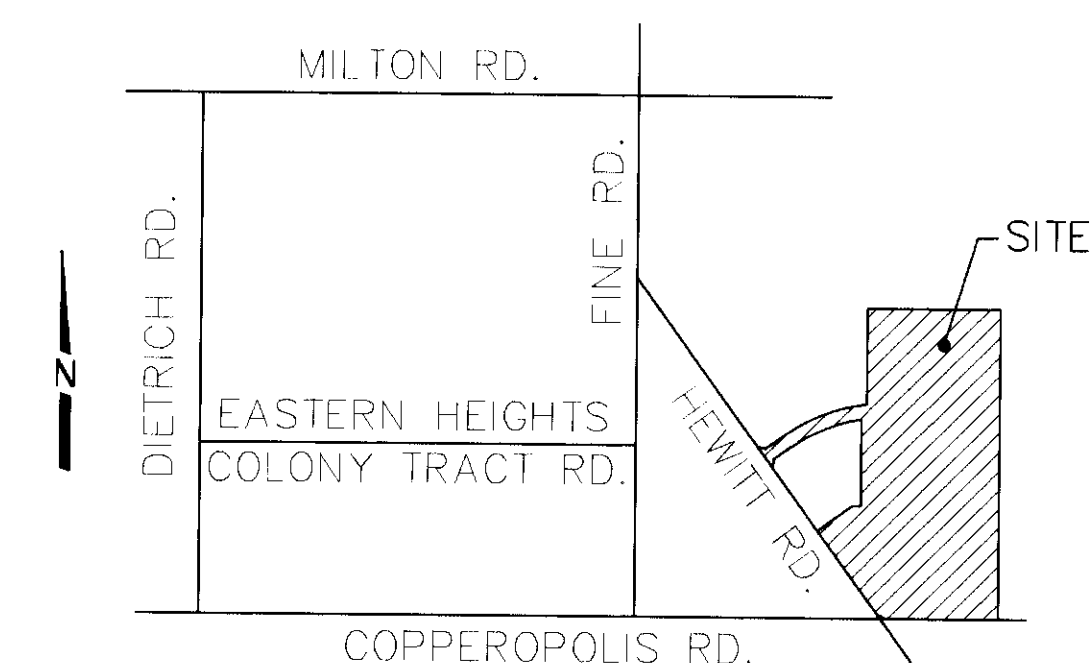 MILTON RD.
DIETRICH RD.
FINE RD.
SITE
N
EASTERN HEIGHTS
COLONY TRACT RD.
HEWITT RD.
COPPEROPOLIS RD.